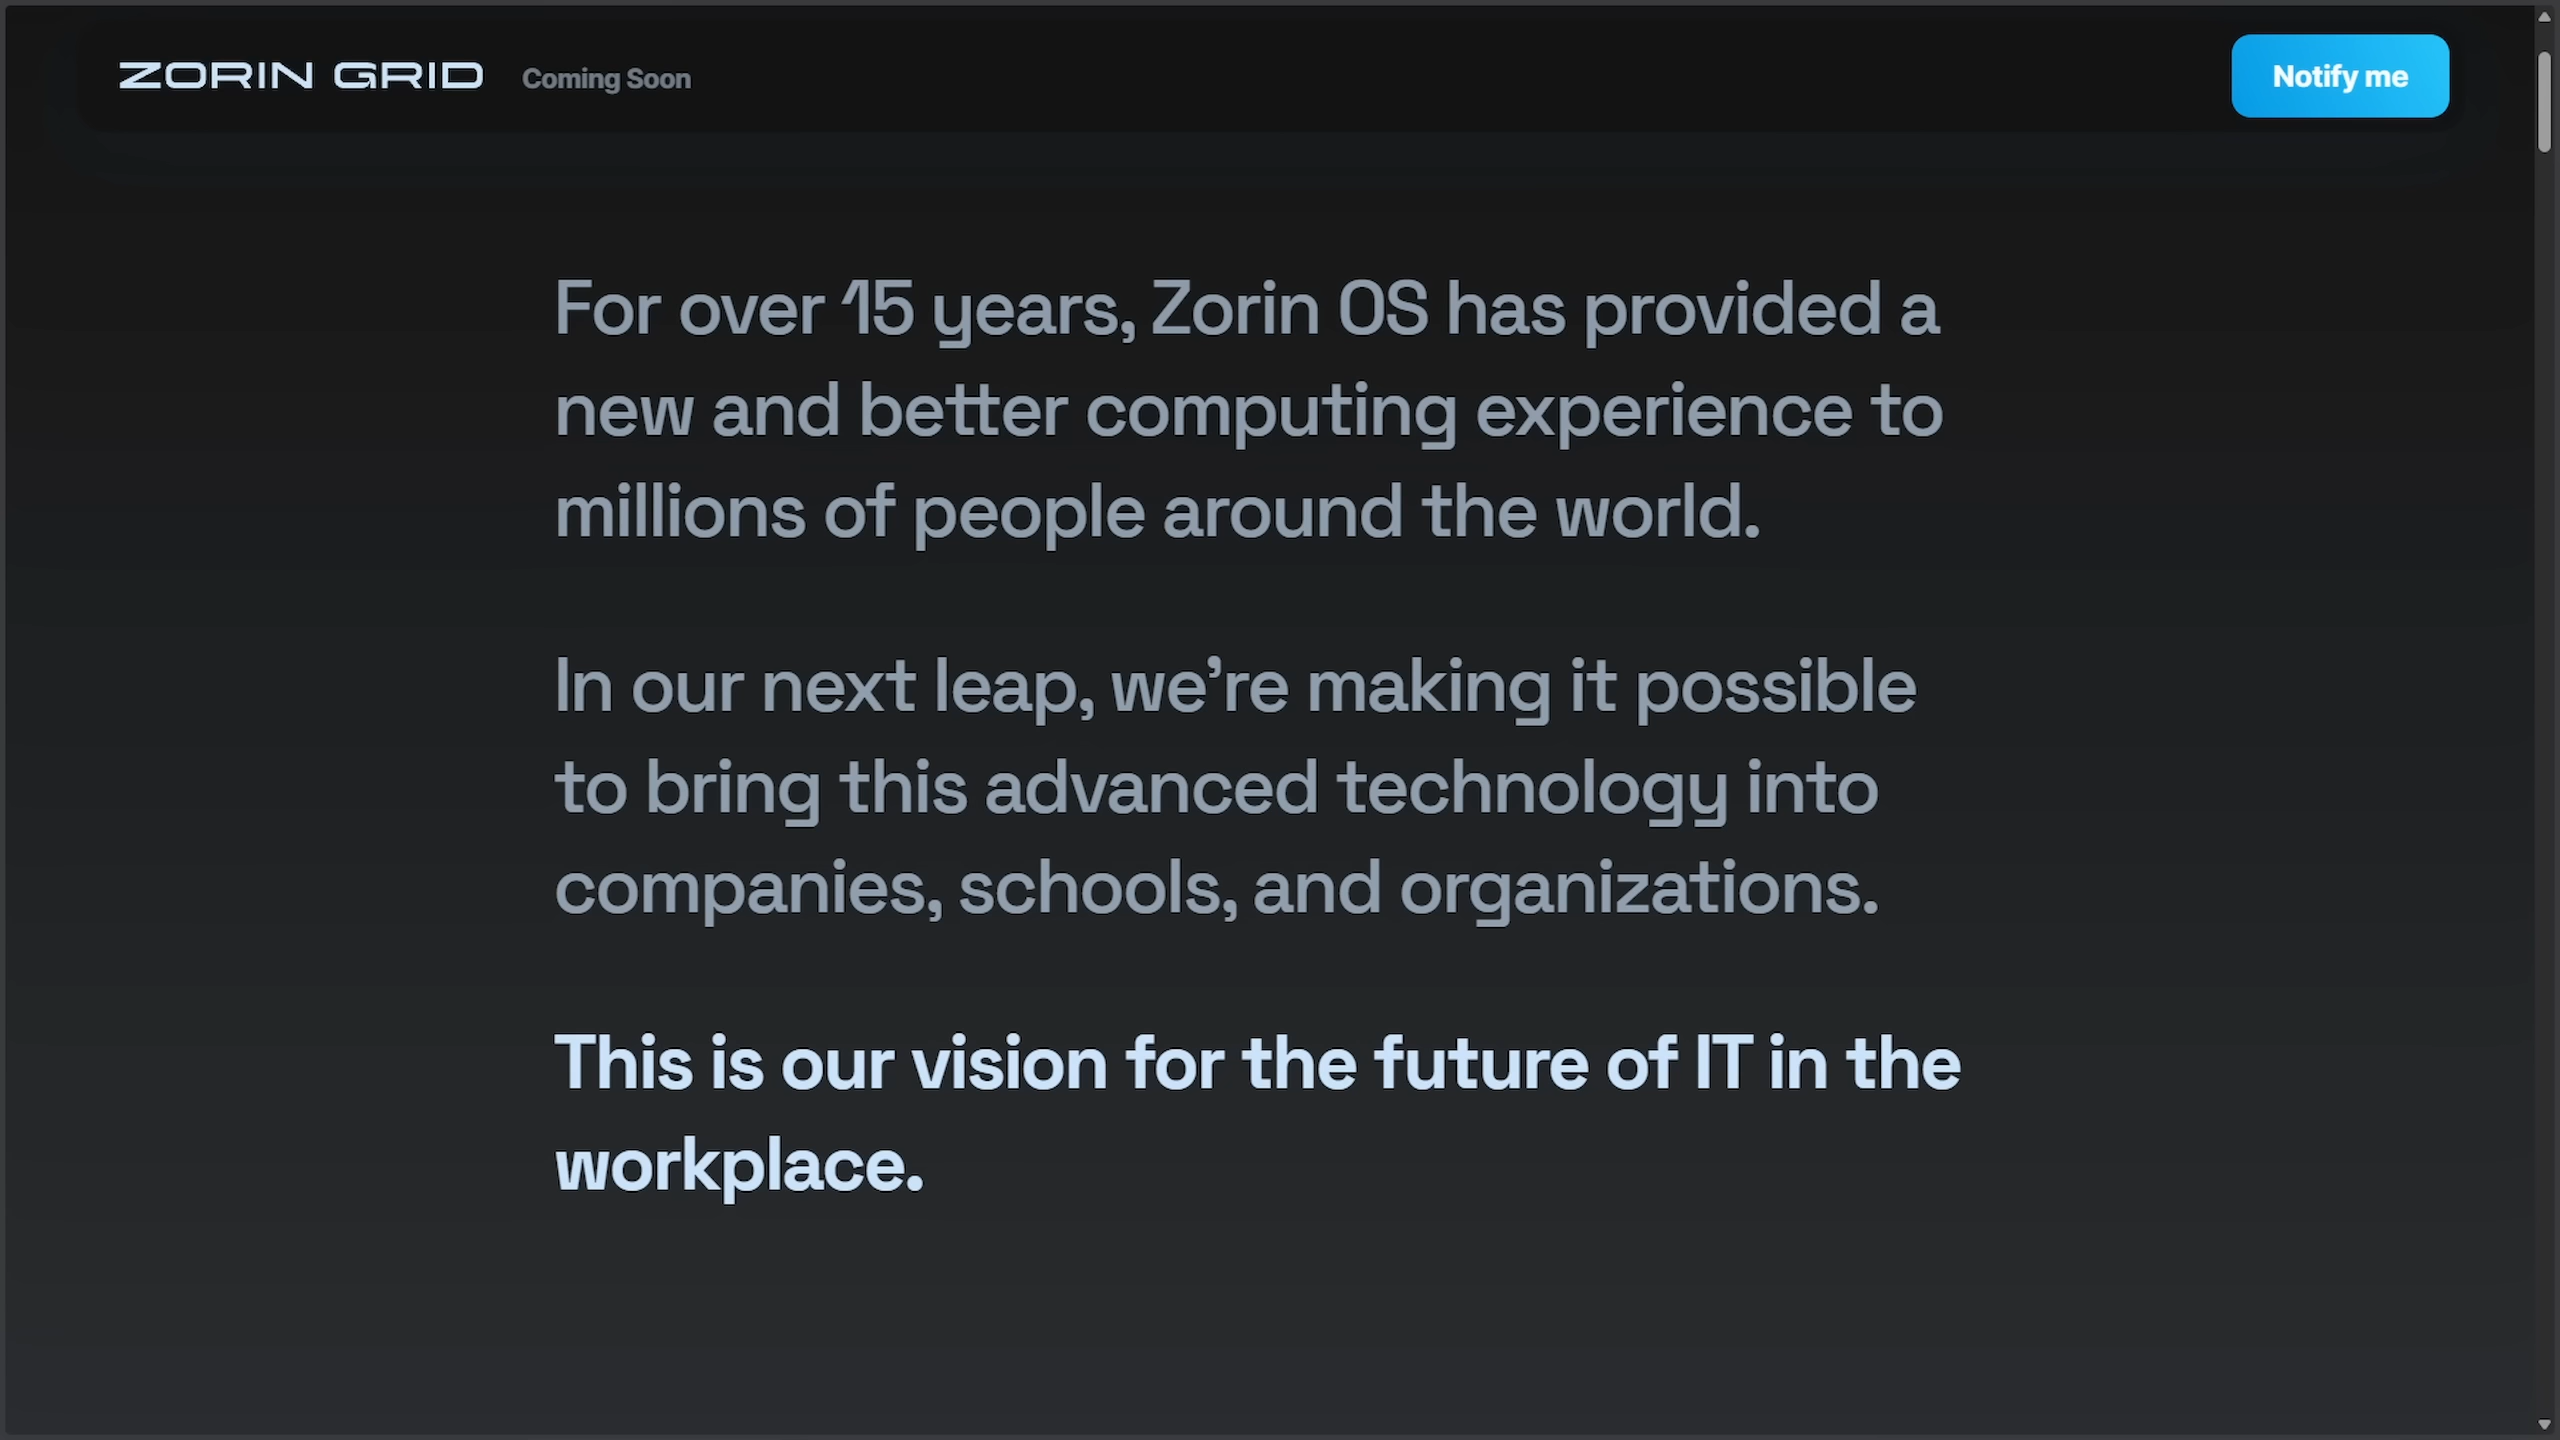 ZORIN GRID Coming Soon Notify me
For over 15 years, Zorin OS has provided a
new and better computing experience to
millions of people around the world.
In our next leap, we’re making it possible
to bring this advanced technology into
companies, schools, and organizations.
This is our vision for the future of IT in the
workplace.